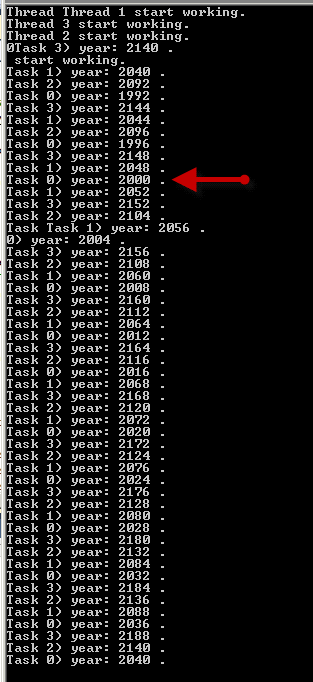 Thread Thread 1 start working.
Thread 3 start working.
Thread 2 start working.
0Task 3) year: 2140 .
 start working.
Task 1) year: 2040 .
Task 2) year: 2092 .
Task 0) year: 1992 .
Task 3) year: 2144 .
Task 1) year: 2044 .
Task 2) year: 2096 .
Task 0) year: 1996 .
Task 3) year: 2148 .
Task 1) year: 2048 .
Task 0) year: 2000 .
Task 1) year: 2052 .
Task 3) year: 2152 .
Task 2) year: 2104 .
Task Task 1) year: 2056 .
0) year: 2004 .
Task 3) year: 2156 .
Task 2) year: 2108 .
Task 1) year: 2060 .
Task 0) year: 2008 .
Task 3) year: 2160 .
Task 2) year: 2112 .
Task 1) year: 2064 .
Task 0) year: 2012 .
Task 3) year: 2164 .
Task 2) year: 2116 .
Task 0) year: 2016 .
Task 1) year: 2068 .
Task 3) year: 2168 .
Task 2) year: 2120 .
Task 1) year: 2072 .
Task 0) year: 2020 .
Task 3) year: 2172 .
Task 2) year: 2124 .
Task 1) year: 2076 .
Task 0) year: 2024 .
Task 3) year: 2176 .
Task 2) year: 2128 .
Task 1) year: 2080 .
Task 0) year: 2028 .
Task 3) year: 2180 .
Task 2) year: 2132 .
Task 1) year: 2084 .
Task 0) year: 2032 .
Task 3) year: 2184 .
Task 2) year: 2136 .
Task 1) year: 2088 .
Task 0) year: 2036 .
Task 3) year: 2188 .
Task 2) year: 2140 .
Task 0) year: 2040 .